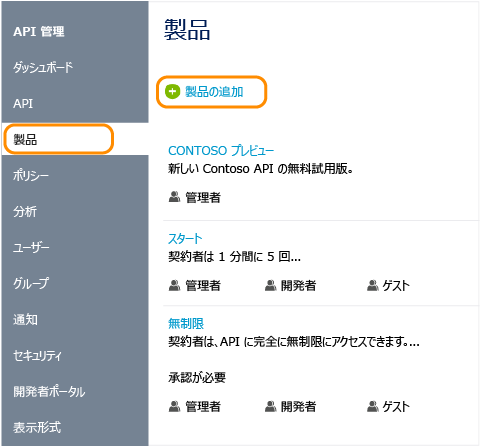 API 管理
ダッシュボード
API
製品
ポリシー
分析
ユーザー
グループ
通知
セキュリティ
開発者ポータル
表示形式
製品
製品の追加
CONTOSO プレビュー
新しい Contoso API の無料試用版。
管理者
スタート
契約者は 1 分間に 5 回...
管理者 開発者 ゲスト
無制限
契約者は、API に完全に無制限にアクセスできます。...
承認が必要
管理者 開発者 ゲスト